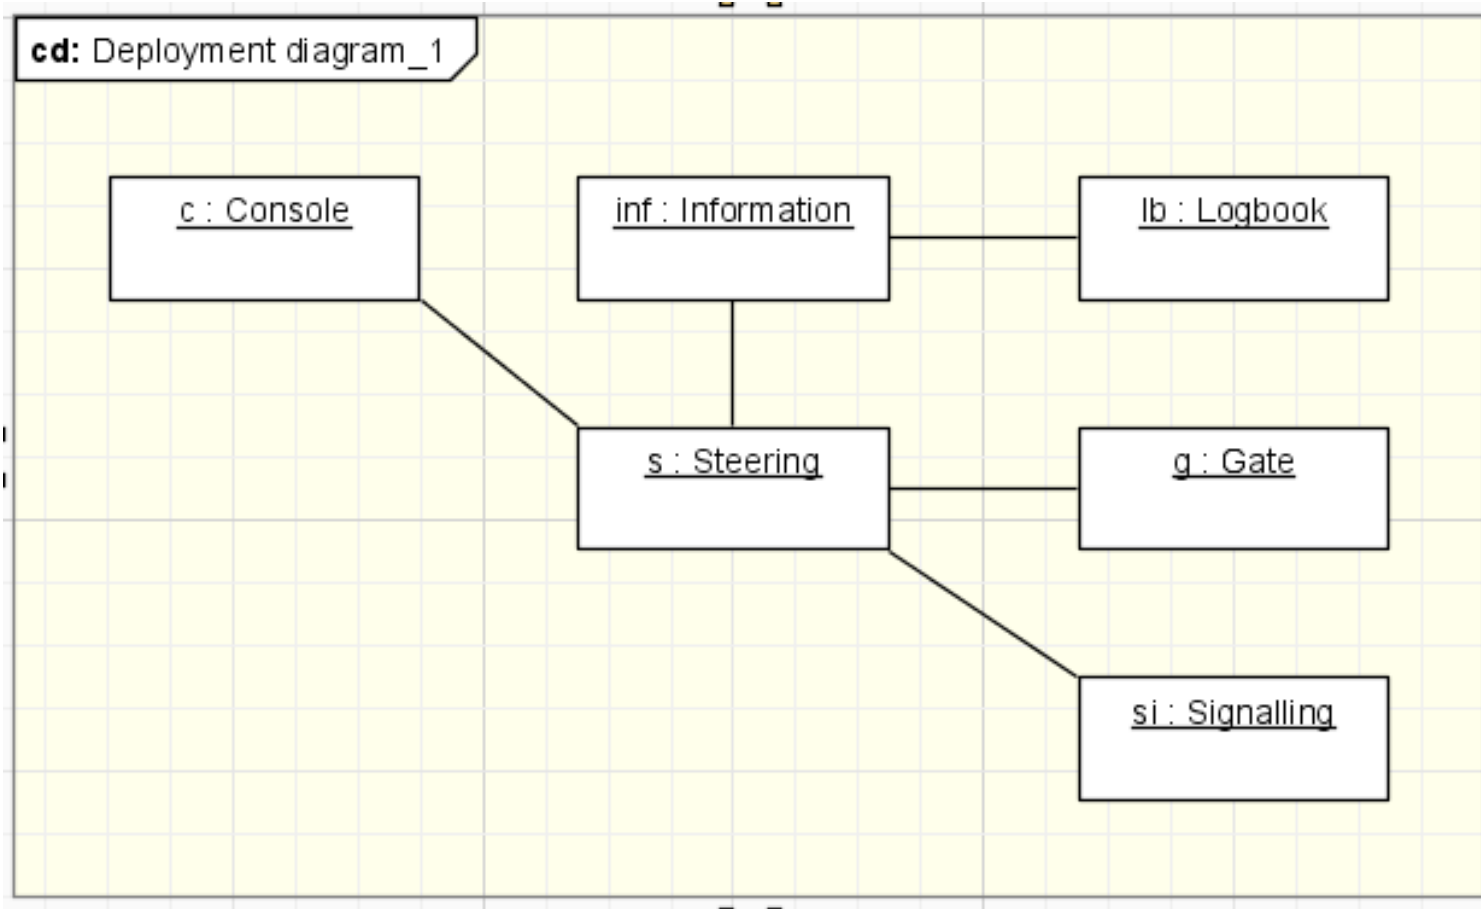 cd: Deployment diagram_1
c : Console
inf : Information
lb : Logbook
s : Steering
g : Gate
si : Signalling